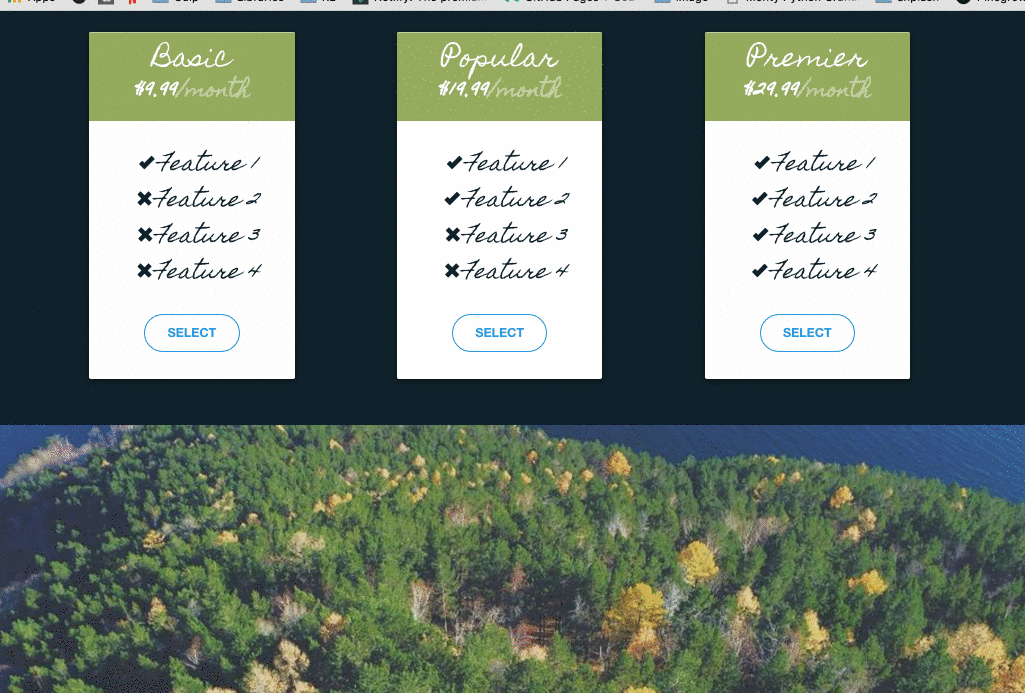 Basic
$9.99/month
✔Feature 1
✖Feature 2
✖Feature 3
✖Feature 4
SELECT
Popular
$19.99/month
✔Feature 1
✔Feature 2
✖Feature 3
✖Feature 4
SELECT
Premier
$29.99/month
✔Feature 1
✔Feature 2
✔Feature 3
✔Feature 4
SELECT